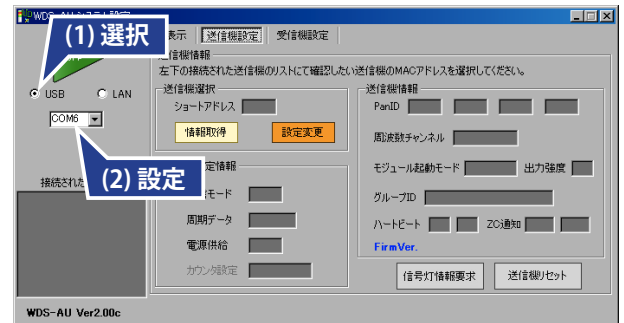 WDS-AU システム設定
(1) 選択
表示
送信機設定
受信機設定
送信機情報
左下の接続された送信機のリストにて確認したい送信機のMACアドレスを選択してください。
USB
LAN
COM6
送信機選択
ショートアドレス
情報取得
設定変更
送信機情報
PanID
周波数チャンネル
モジュール起動モード
出力強度
グループID
ハートビート
ZC通知
FirmVer.
(2) 設定
接続された
定情報
モード
周期データ
電源供給
カウンタ設定
信号灯情報要求
送信機リセット
WDS-AU Ver2.00c